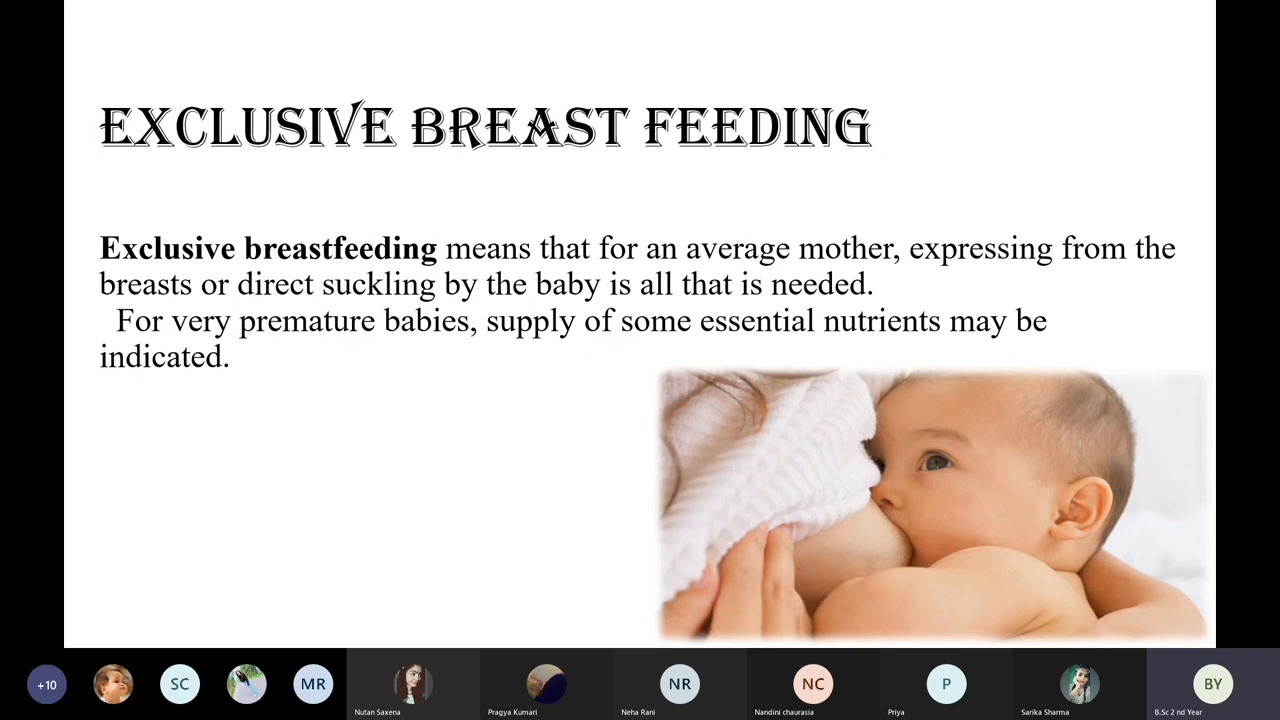 EXCLUSIVE BREAST FEEDING
Exclusive breastfeeding means that for an average mother, expressing from the
breasts or direct suckling by the baby is all that is needed.
For very premature babies, supply of some essential nutrients may be
indicated.
+10
SC
MR
NR
NC
P
BY
Nutan Saxena
Pragya Kumari
Neha Rani
Nandini chaurasia
Priya
Sarika Sharma
B.Sc 2 nd Year